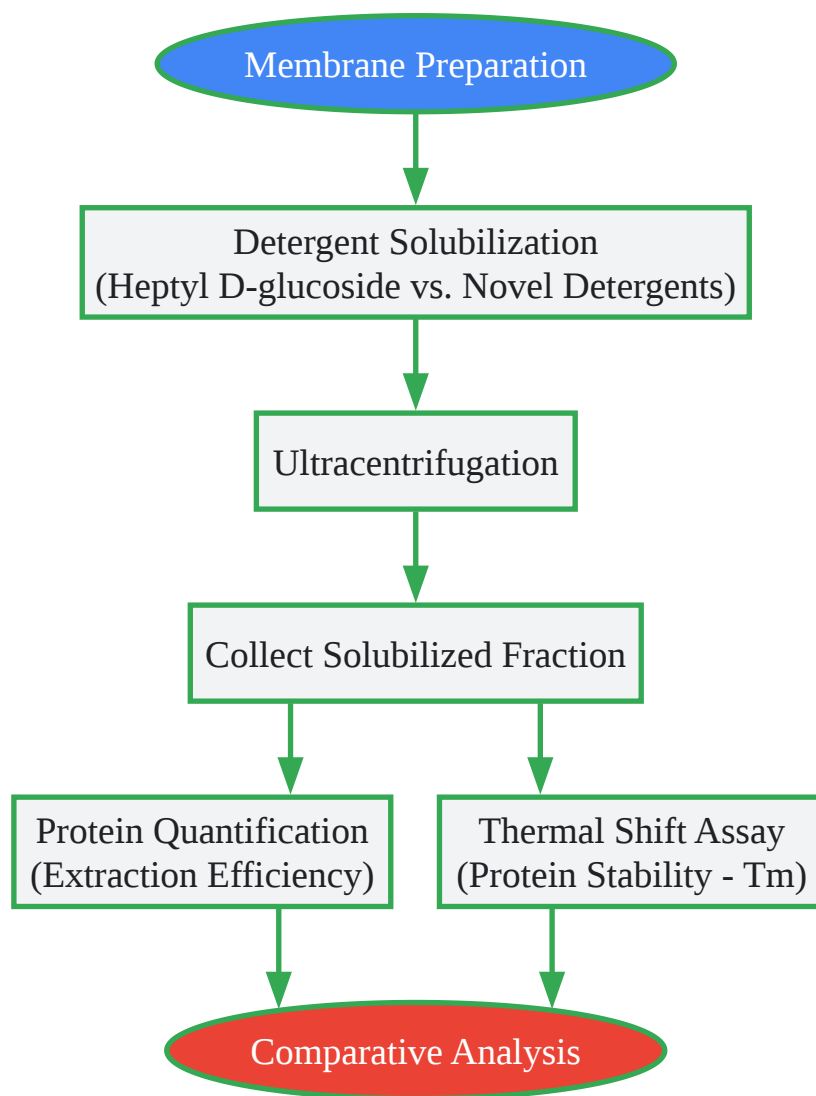 Membrane Preparation
Detergent Solubilization
(Heptyl D-glucoside vs. Novel Detergents)
Ultracentrifugation
Collect Solubilized Fraction
Protein Quantification
(Extraction Efficiency)
Thermal Shift Assay
(Protein Stability - Tm)
Comparative Analysis